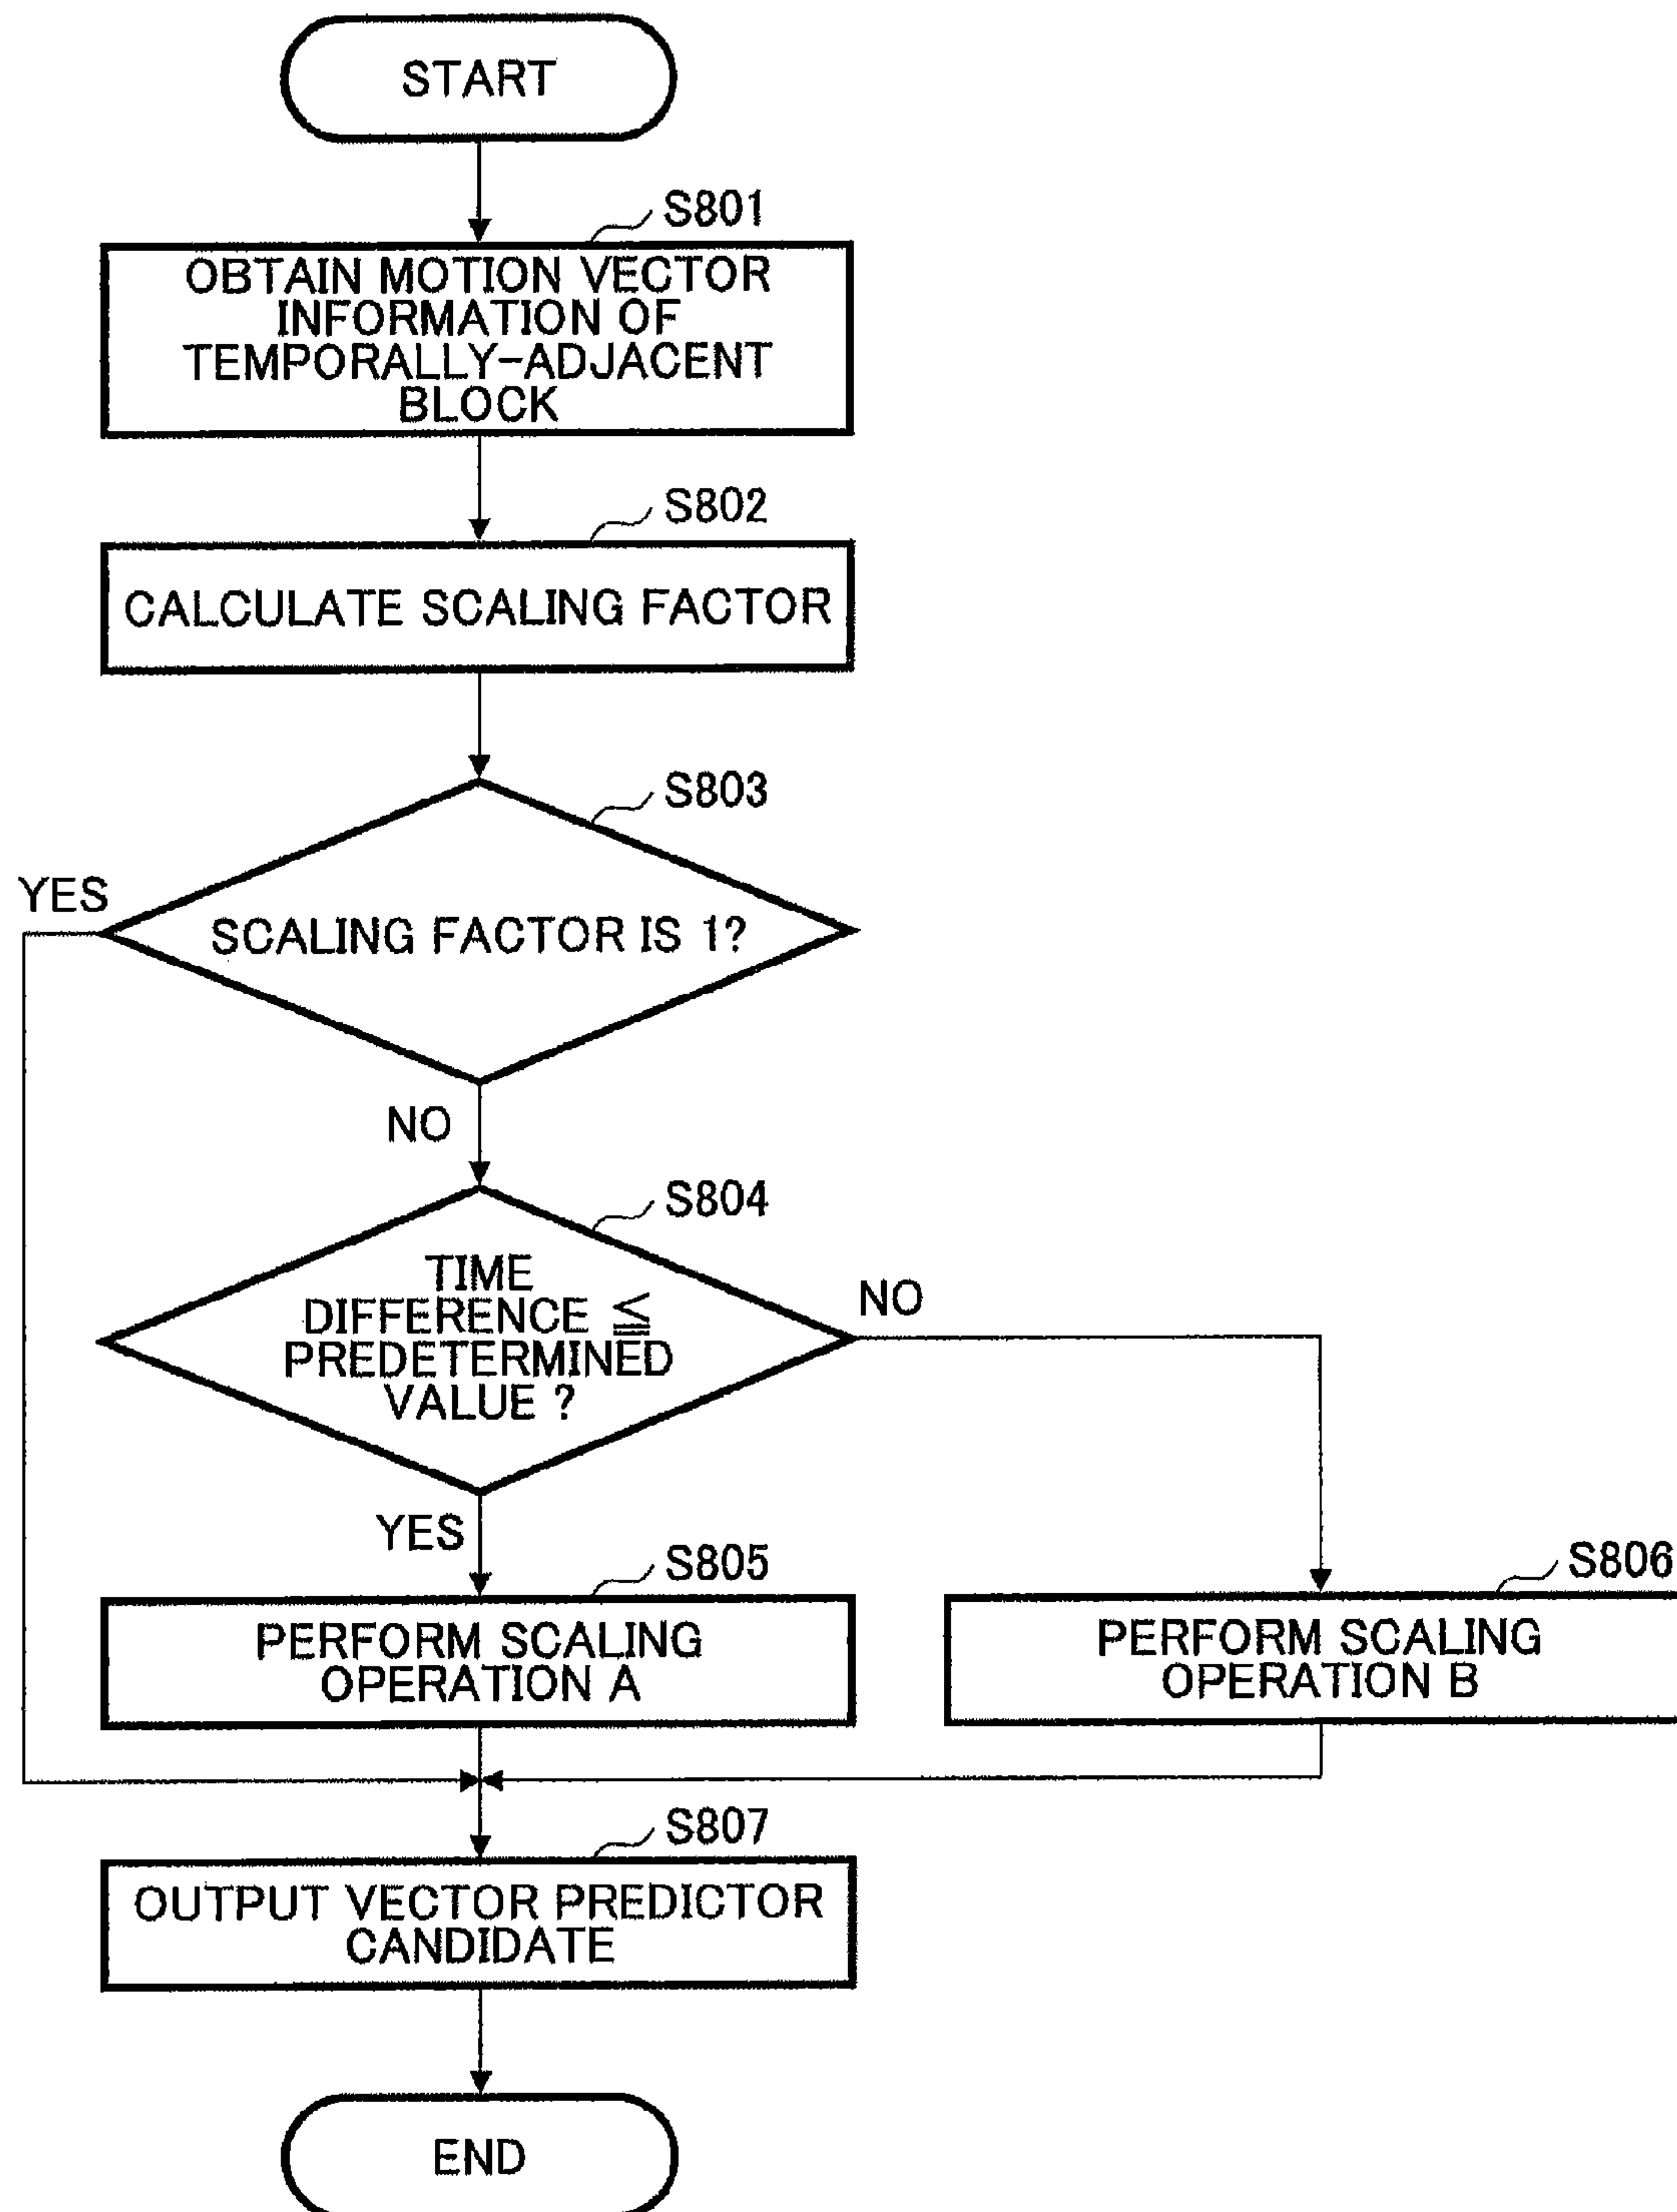 START
S801
OBTAIN MOTION VECTOR
INFORMATION OF
TEMPORALLY-ADJACENT
BLOCK
S802
CALCULATE SCALING FACTOR
S803
YES
SCALING FACTOR IS 1?
NO
S804
TIME
DIFFERENCE ≦
PREDETERMINED
VALUE ?
NO
YES
S805
PERFORM SCALING
OPERATION A
S806
PERFORM SCALING
OPERATION B
S807
OUTPUT VECTOR PREDICTOR
CANDIDATE
END